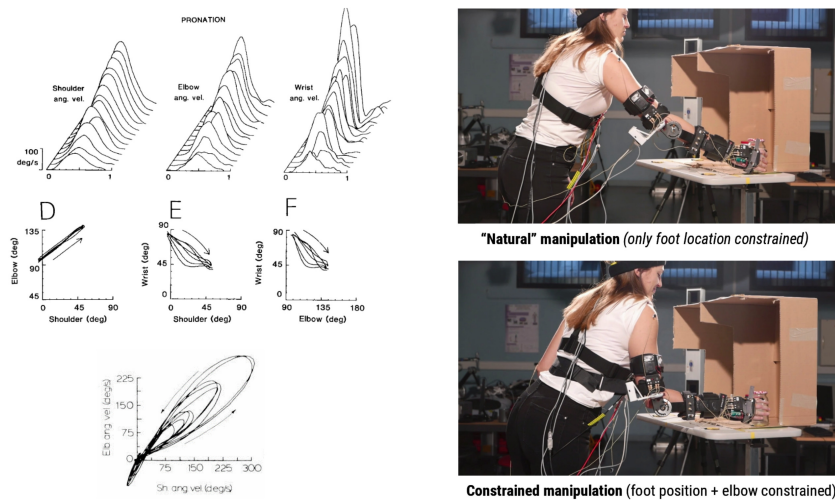 PRONATION
Shoulder
ang. vel.
Elbow
ang. vel.
Wrist
ang. vel.
100
deg/s
0
1
0
1
0
1
D
E
F
135
90
45
Elbow (deg)
0
45
90
Shoulder (deg)
90
45
0
Wrist (deg)
0
45
90
Shoulder (deg)
90
45
0
Wrist (deg)
90
135
180
Elbow (deg)
225
150
75
0
Elb ang vel (deg/s)
75
150
225
300
Sh ang vel (deg/s)
“Natural” manipulation (only foot location constrained)
Constrained manipulation (foot position + elbow constrained)